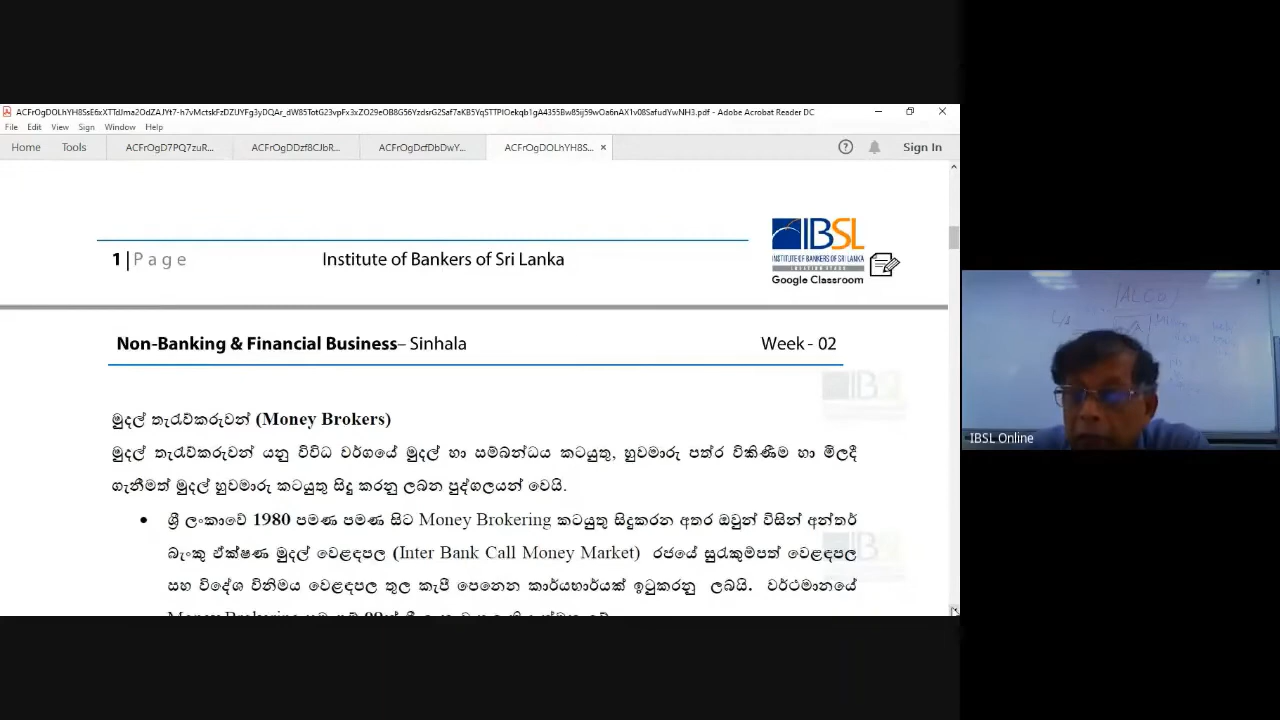 ACFrOgDOLhYH8SsE6xXTTdJma2OdZAJYt7-h7vMctskFzDZUYFg3yDQAr_dW85TotG23vpFx3xZO29eOB8G56YzdsrG2Saf7aKB5YqSTTPIOekqb1gA4355Bw85ij59wOa6nAX1v08SafudYwNH3.pdf - Adobe Acrobat Reader DC
File Edit View Sign Window Help
Home Tools ACFrOgD7PQ7zuR... ACFrOgDDzf8CJbR... ACFrOgDcfDbDwY... ACFrOgDOLhYH8S... × Sign In
IBSL
INSTITUTE OF BANKERS OF SRI LANKA
1 | Page Institute of Bankers of Sri Lanka
Google Classroom
Non-Banking & Financial Business– Sinhala Week - 02
මුදල් තැරැව්කරුවන් (Money Brokers)
මුදල් තැරැව්කරුවන් යනු විවිධ වර්ගයේ මුදල් හා සම්බන්ධය කටයුතු, හුවමාරු පත්‍ර විකිණීම හා මිලදී
ගැනීමත් මුදල් හුවමාරු කටයුතු සිදු කරනු ලබන පුද්ගලයන් වෙයි.
• ශ්‍රී ලංකාවේ 1980 පමණ පමණ සිට Money Brokering කටයුතු සිදුකරන අතර ඔවුන් විසින් අන්තර්
බැංකු ඒක්ෂණ මුදල් වෙළඳපල (Inter Bank Call Money Market) රජයේ සුරැකුම්පත් වෙළඳපල
සහ විදේශ විනිමය වෙළඳපල තුල කැපී පෙනෙන කාර්යභාර්යක් ඉටුකරනු ලබයි. වර්ථමානයේ
Money Brokering
IBSL Online